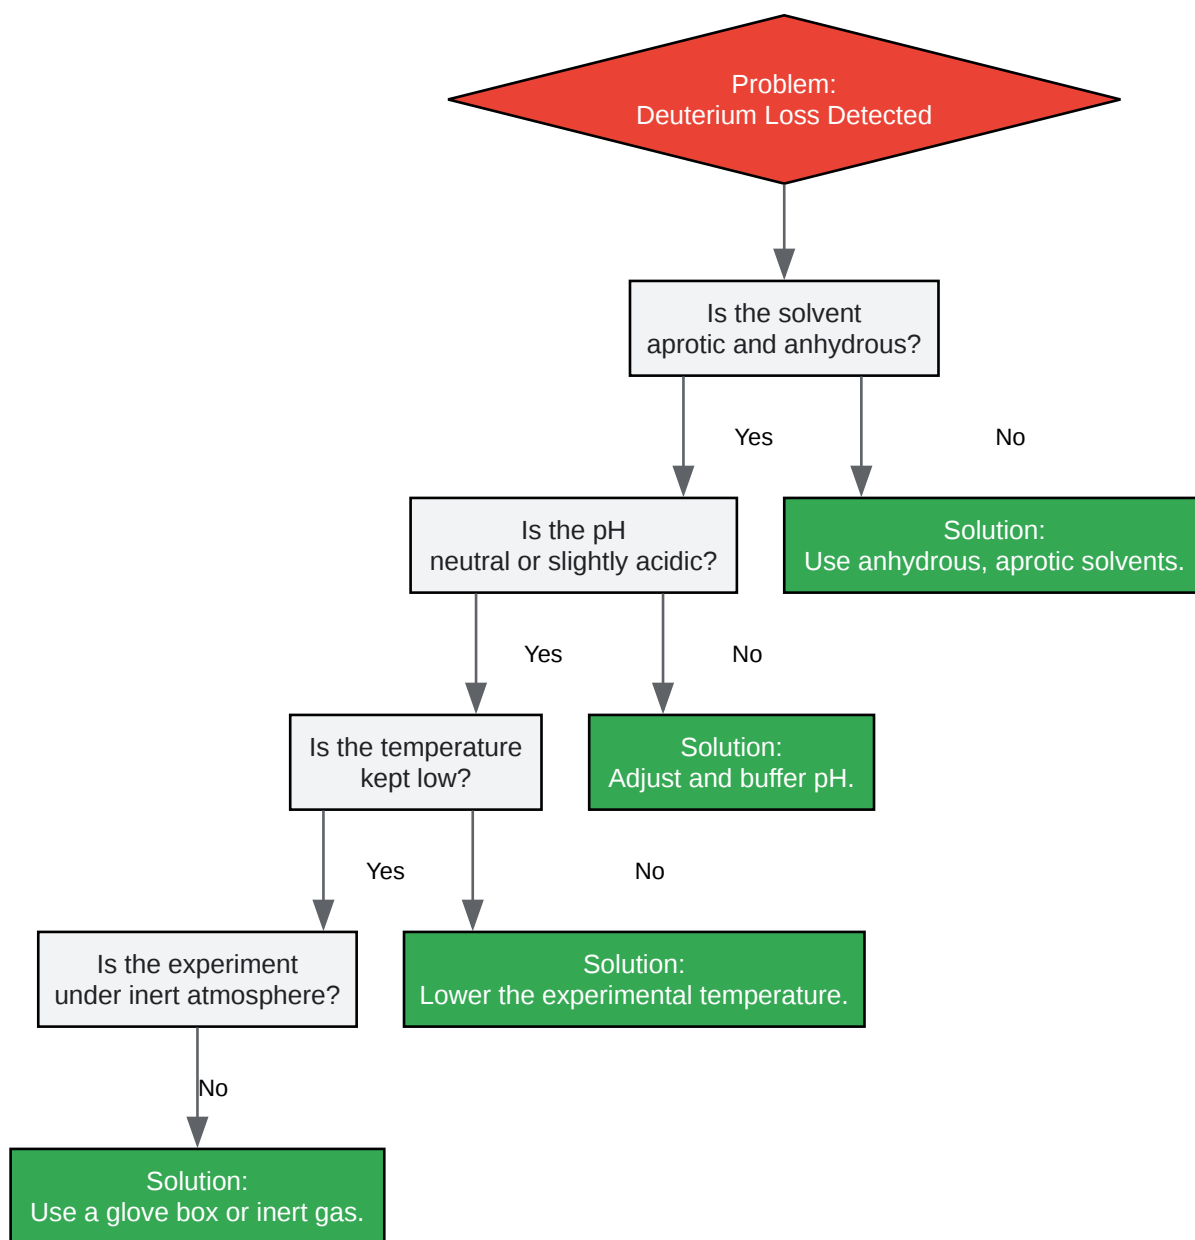 Problem:
Deuterium Loss Detected
Is the solvent
aprotic and anhydrous?
Yes
No
Is the pH
neutral or slightly acidic?
Solution:
Use anhydrous, aprotic solvents.
Yes
No
Is the temperature
kept low?
Solution:
Adjust and buffer pH.
Yes
No
Is the experiment
under inert atmosphere?
Solution:
Lower the experimental temperature.
No
Solution:
Use a glove box or inert gas.